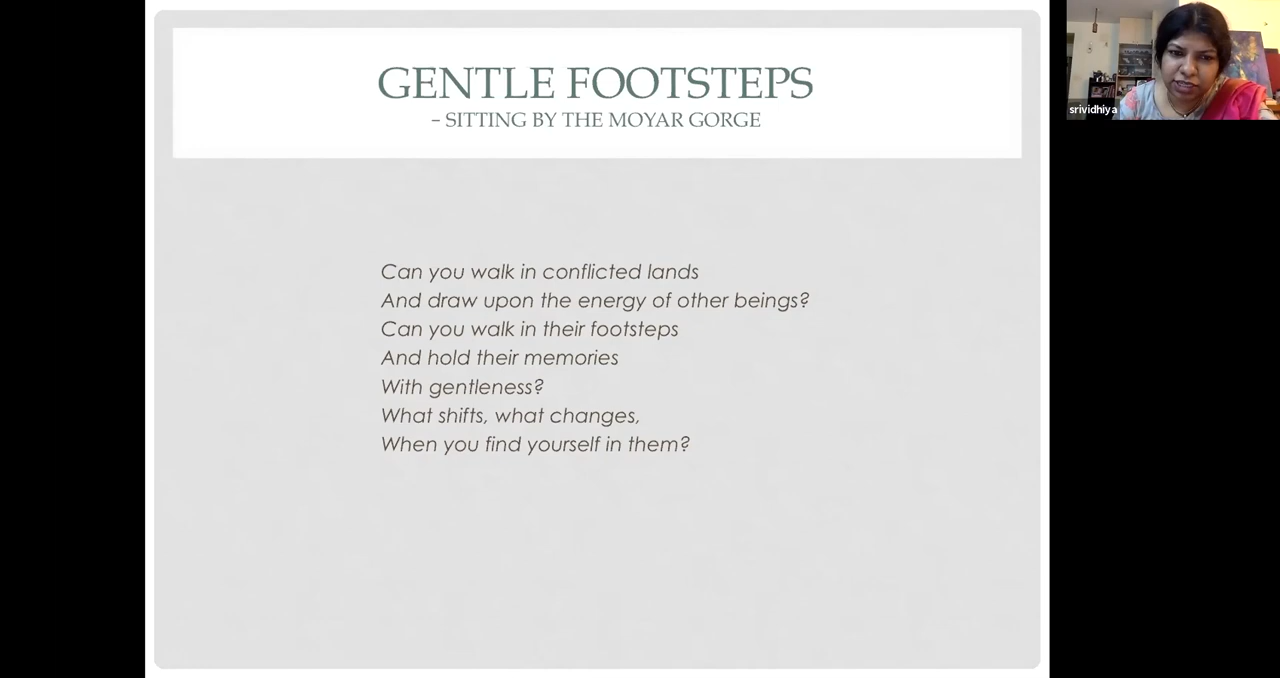 GENTLE FOOTSTEPS
– SITTING BY THE MOYAR GORGE
Can you walk in conflicted lands
And draw upon the energy of other beings?
Can you walk in their footsteps
And hold their memories
With gentleness?
What shifts, what changes,
When you find yourself in them?
srividhiya